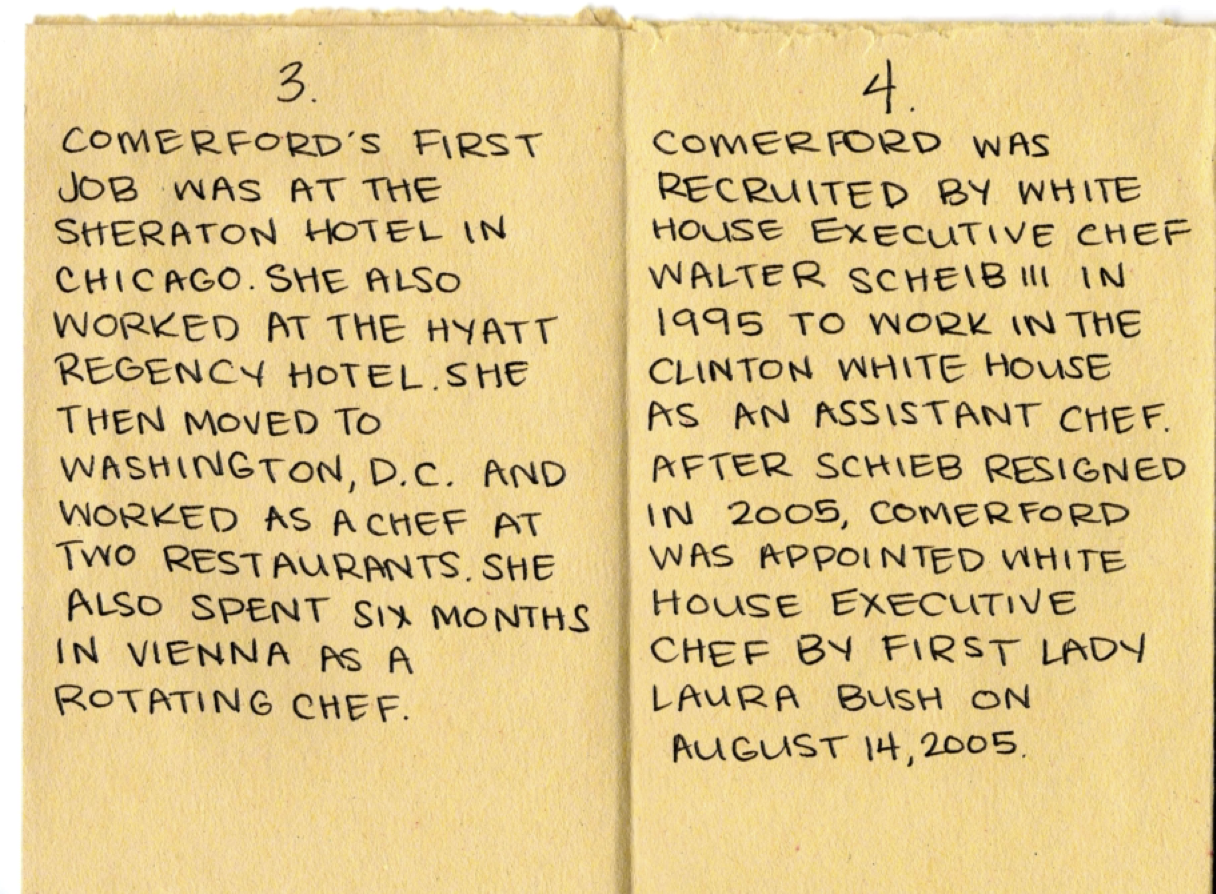 3.
COMERFORD'S FIRST
JOB WAS AT THE
SHERATON HOTEL IN
CHICAGO. SHE ALSO
WORKED AT THE HYATT
REGENCY HOTEL. SHE
THEN MOVED TO
WASHINGTON, D.C. AND
WORKED AS A CHEF AT
TWO RESTAURANTS. SHE
ALSO SPENT SIX MONTHS
IN VIENNA AS A
ROTATING CHEF.
4.
COMERFORD WAS
RECRUITED BY WHITE
HOUSE EXECUTIVE CHEF
WALTER SCHEIB III IN
1995 TO WORK IN THE
CLINTON WHITE HOUSE
AS AN ASSISTANT CHEF.
AFTER SCHIEB RESIGNED
IN 2005, COMERFORD
WAS APPOINTED WHITE
HOUSE EXECUTIVE
CHEF BY FIRST LADY
LAURA BUSH ON
AUGUST 14, 2005.